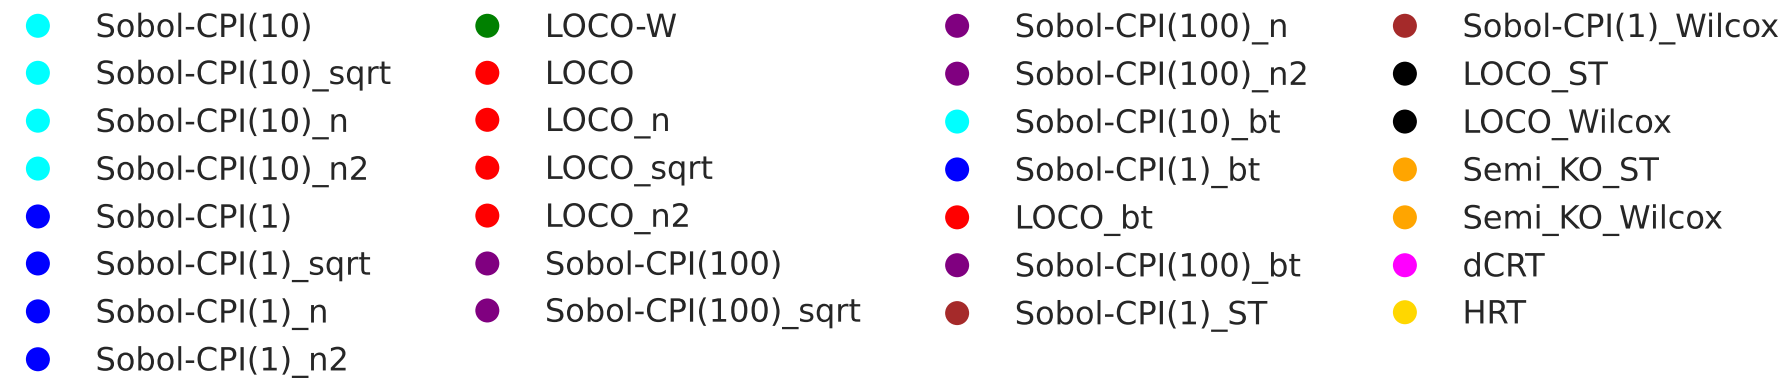 Sobol-CPI(10)
Sobol-CPI(10)_sqrt
Sobol-CPI(10)_n
Sobol-CPI(10)_n2
Sobol-CPI(1)
Sobol-CPI(1)_sqrt
Sobol-CPI(1)_n
Sobol-CPI(1)_n2
LOCO-W
LOCO
LOCO_n
LOCO_sqrt
LOCO_n2
Sobol-CPI(100)
Sobol-CPI(100)_sqrt
Sobol-CPI(100)_n
Sobol-CPI(100)_n2
Sobol-CPI(10)_bt
Sobol-CPI(1)_bt
LOCO_bt
Sobol-CPI(100)_bt
Sobol-CPI(1)_ST
Sobol-CPI(1)_Wilcox
LOCO_ST
LOCO_Wilcox
Semi_KO_ST
Semi_KO_Wilcox
dCRT
HRT